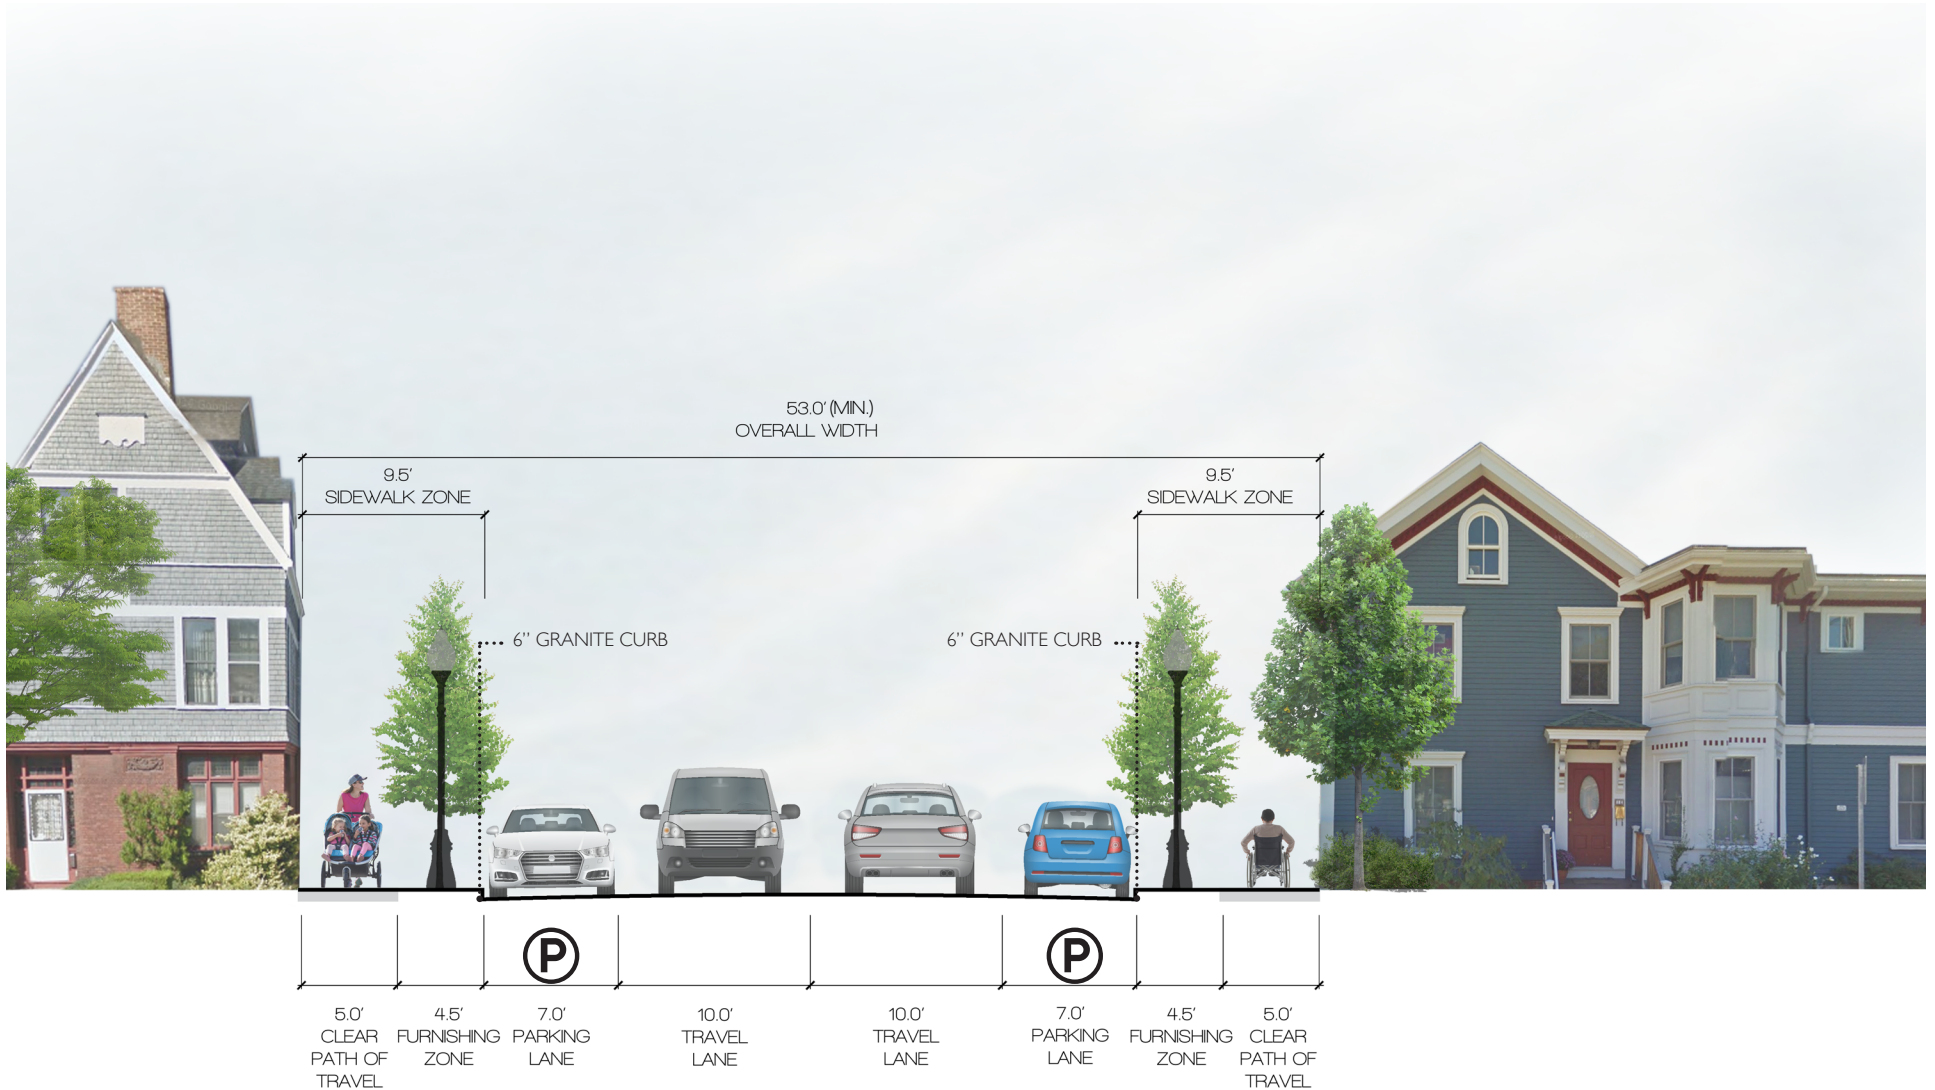 53.0' (MIN.)
OVERALL WIDTH
9.5'
SIDEWALK ZONE
9.5'
SIDEWALK ZONE
6'' GRANITE CURB
6'' GRANITE CURB
P
P
5.0'
CLEAR
PATH OF
TRAVEL
4.5'
FURNISHING
ZONE
7.0'
PARKING
LANE
10.0'
TRAVEL
LANE
10.0'
TRAVEL
LANE
7.0'
PARKING
LANE
4.5'
FURNISHING
ZONE
5.0'
CLEAR
PATH OF
TRAVEL